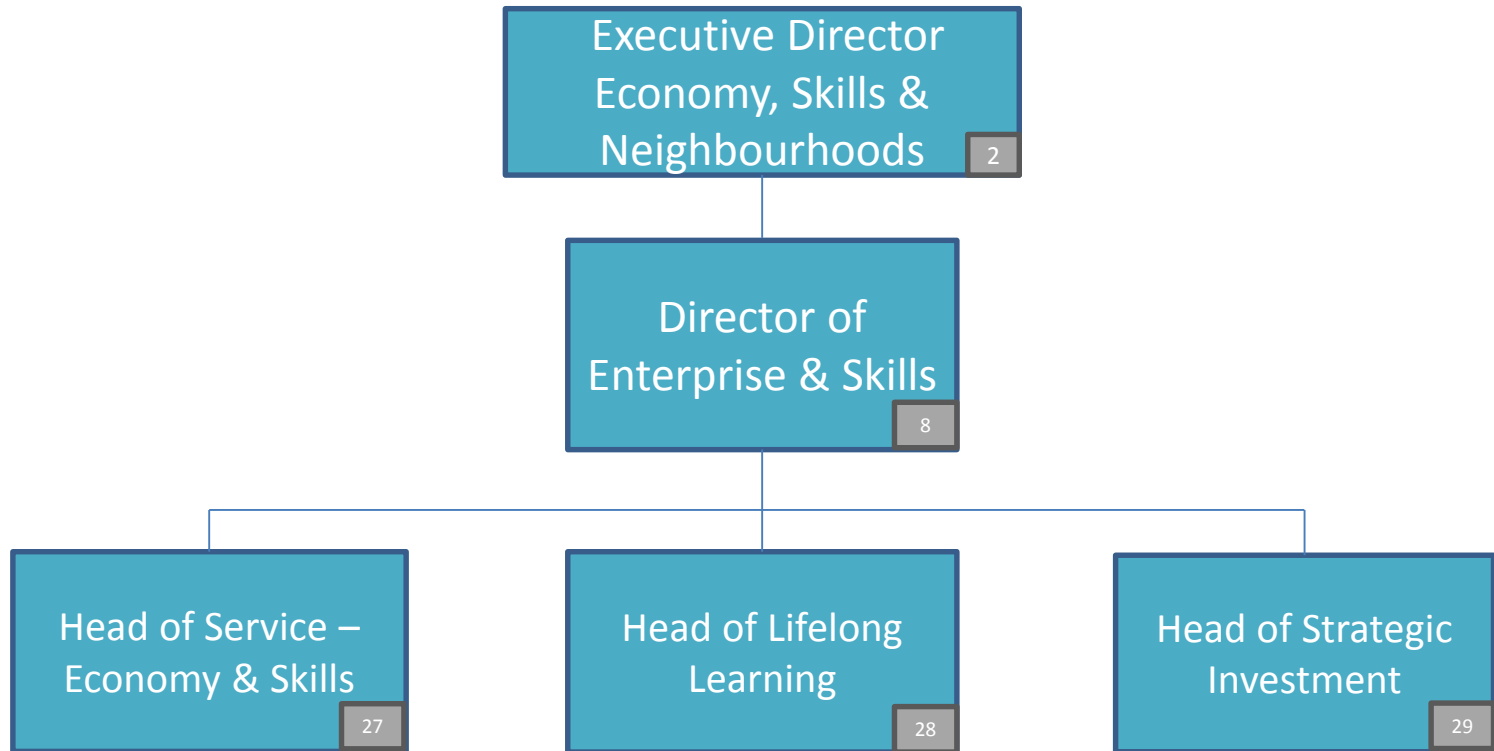 Executive Director
Economy, Skills &
Neighbourhoods
2
Director of
Enterprise & Skills
8
Head of Service –
Economy & Skills
27
Head of Lifelong
Learning
28
Head of Strategic
Investment
29